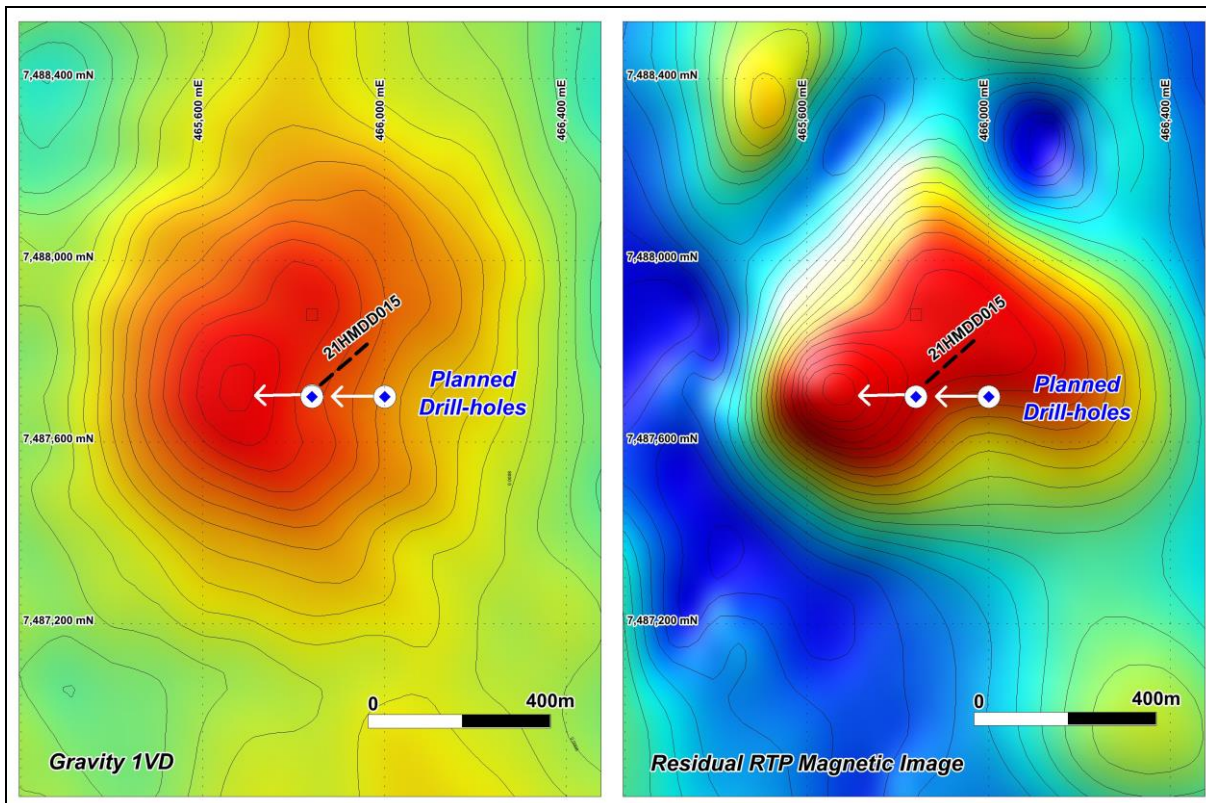 7,488,400 mN
465,600 mE
466,000 mE
466,400 mE
7,488,000 mN
21HMDD015
Planned
Drill-holes
7,487,600 mN
7,487,200 mN
0
400m
Gravity 1VD
7,488,400 mN
465,600 mE
466,000 mE
466,400 mE
7,488,000 mN
21HMDD015
Planned
Drill-holes
7,487,600 mN
7,487,200 mN
0
400m
Residual RTP Magnetic Image